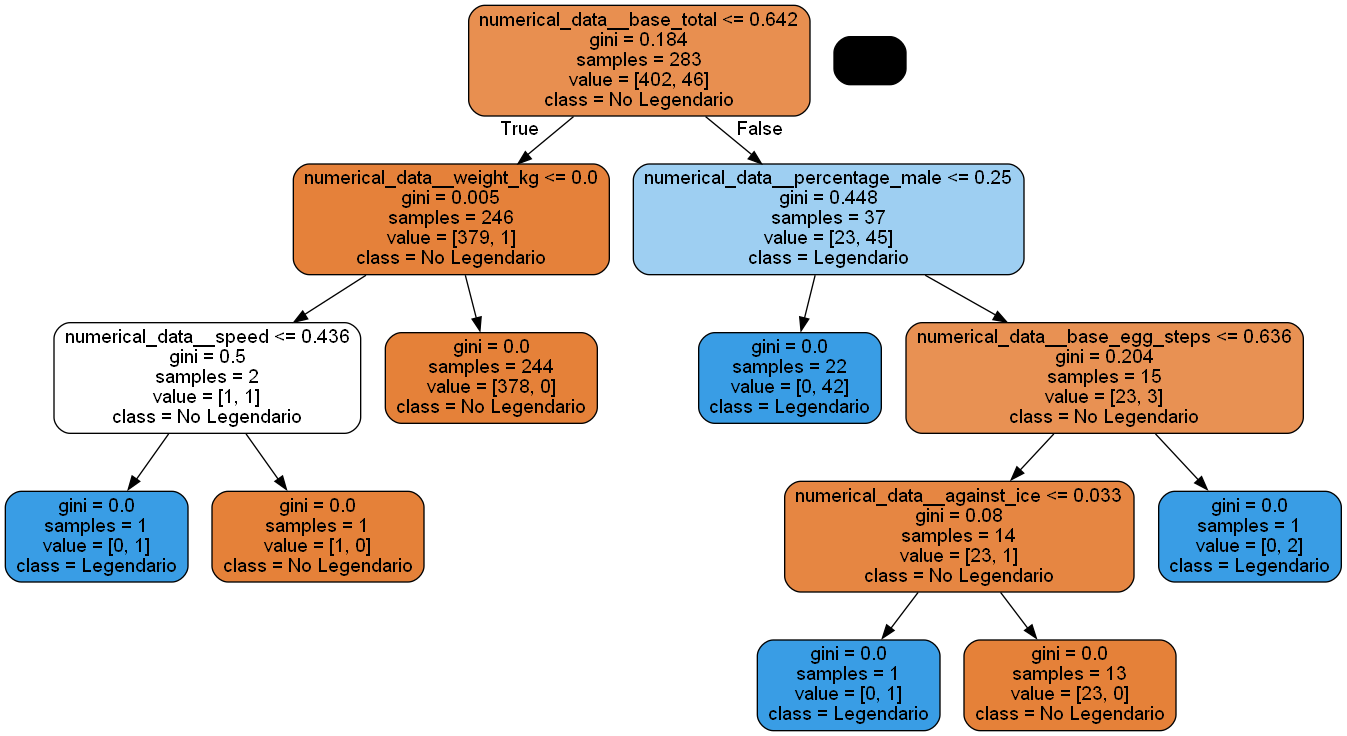 numerical_data__base_total <= 0.642
gini = 0.184
samples = 283
value = [402, 46]
class = No Legendario
True
False
numerical_data__weight_kg <= 0.0
gini = 0.005
samples = 246
value = [379, 1]
class = No Legendario
numerical_data__percentage_male <= 0.25
gini = 0.448
samples = 37
value = [23, 45]
class = Legendario
numerical_data__speed <= 0.436
gini = 0.5
samples = 2
value = [1, 1]
class = No Legendario
gini = 0.0
samples = 244
value = [378, 0]
class = No Legendario
gini = 0.0
samples = 22
value = [0, 42]
class = Legendario
numerical_data__base_egg_steps <= 0.636
gini = 0.204
samples = 15
value = [23, 3]
class = No Legendario
gini = 0.0
samples = 1
value = [0, 1]
class = Legendario
gini = 0.0
samples = 1
value = [1, 0]
class = No Legendario
numerical_data__against_ice <= 0.033
gini = 0.08
samples = 14
value = [23, 1]
class = No Legendario
gini = 0.0
samples = 1
value = [0, 2]
class = Legendario
gini = 0.0
samples = 1
value = [0, 1]
class = Legendario
gini = 0.0
samples = 13
value = [23, 0]
class = No Legendario